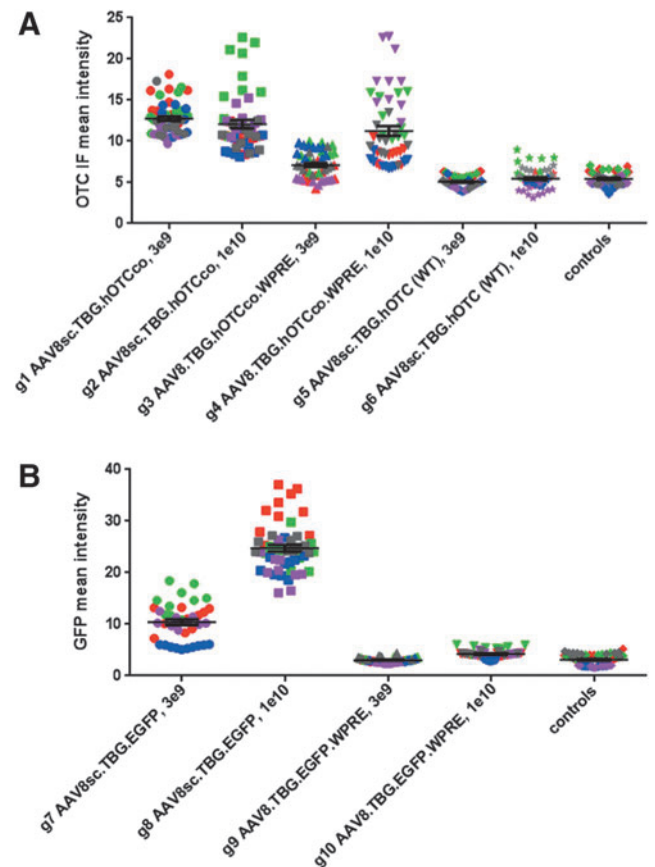 A
OTC IF mean intensity
25
20
15
10
5
0
g1 AAV8sc.TBG.hOTCco, 3e9
g2 AAV8sc.TBG.hOTCco, 1e10
g3 AAV8.TBG.hOTCco.WPRE, 3e9
g4 AAV8.TBG.hOTCco.WPRE, 1e10
g5 AAV8sc.TBG.hOTC (WT), 3e9
g6 AAV8sc.TBG.hOTC (WT), 1e10
controls
B
GFP mean intensity
40
30
20
10
0
g7 AAV8sc.TBG.EGFP, 3e9
g8 AAV8sc.TBG.EGFP, 1e10
g9 AAV8.TBG.EGFP.WPRE, 3e9
g10 AAV8.TBG.EGFP.WPRE, 1e10
controls